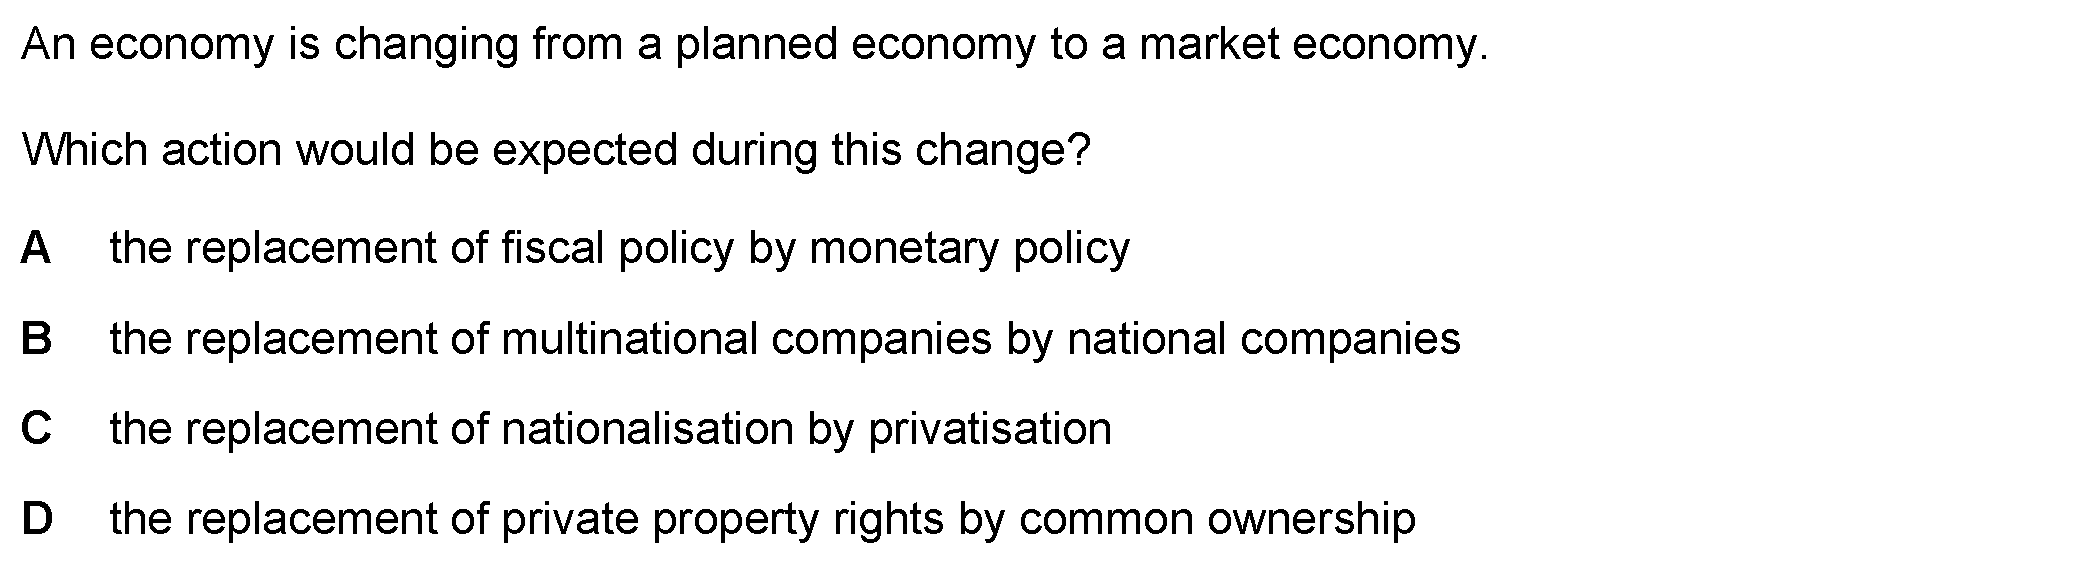 An economy is changing from a planned economy to a market economy.
Which action would be expected during this change?
A the replacement of fiscal policy by monetary policy
B the replacement of multinational companies by national companies
C the replacement of nationalisation by privatisation
D the replacement of private property rights by common ownership